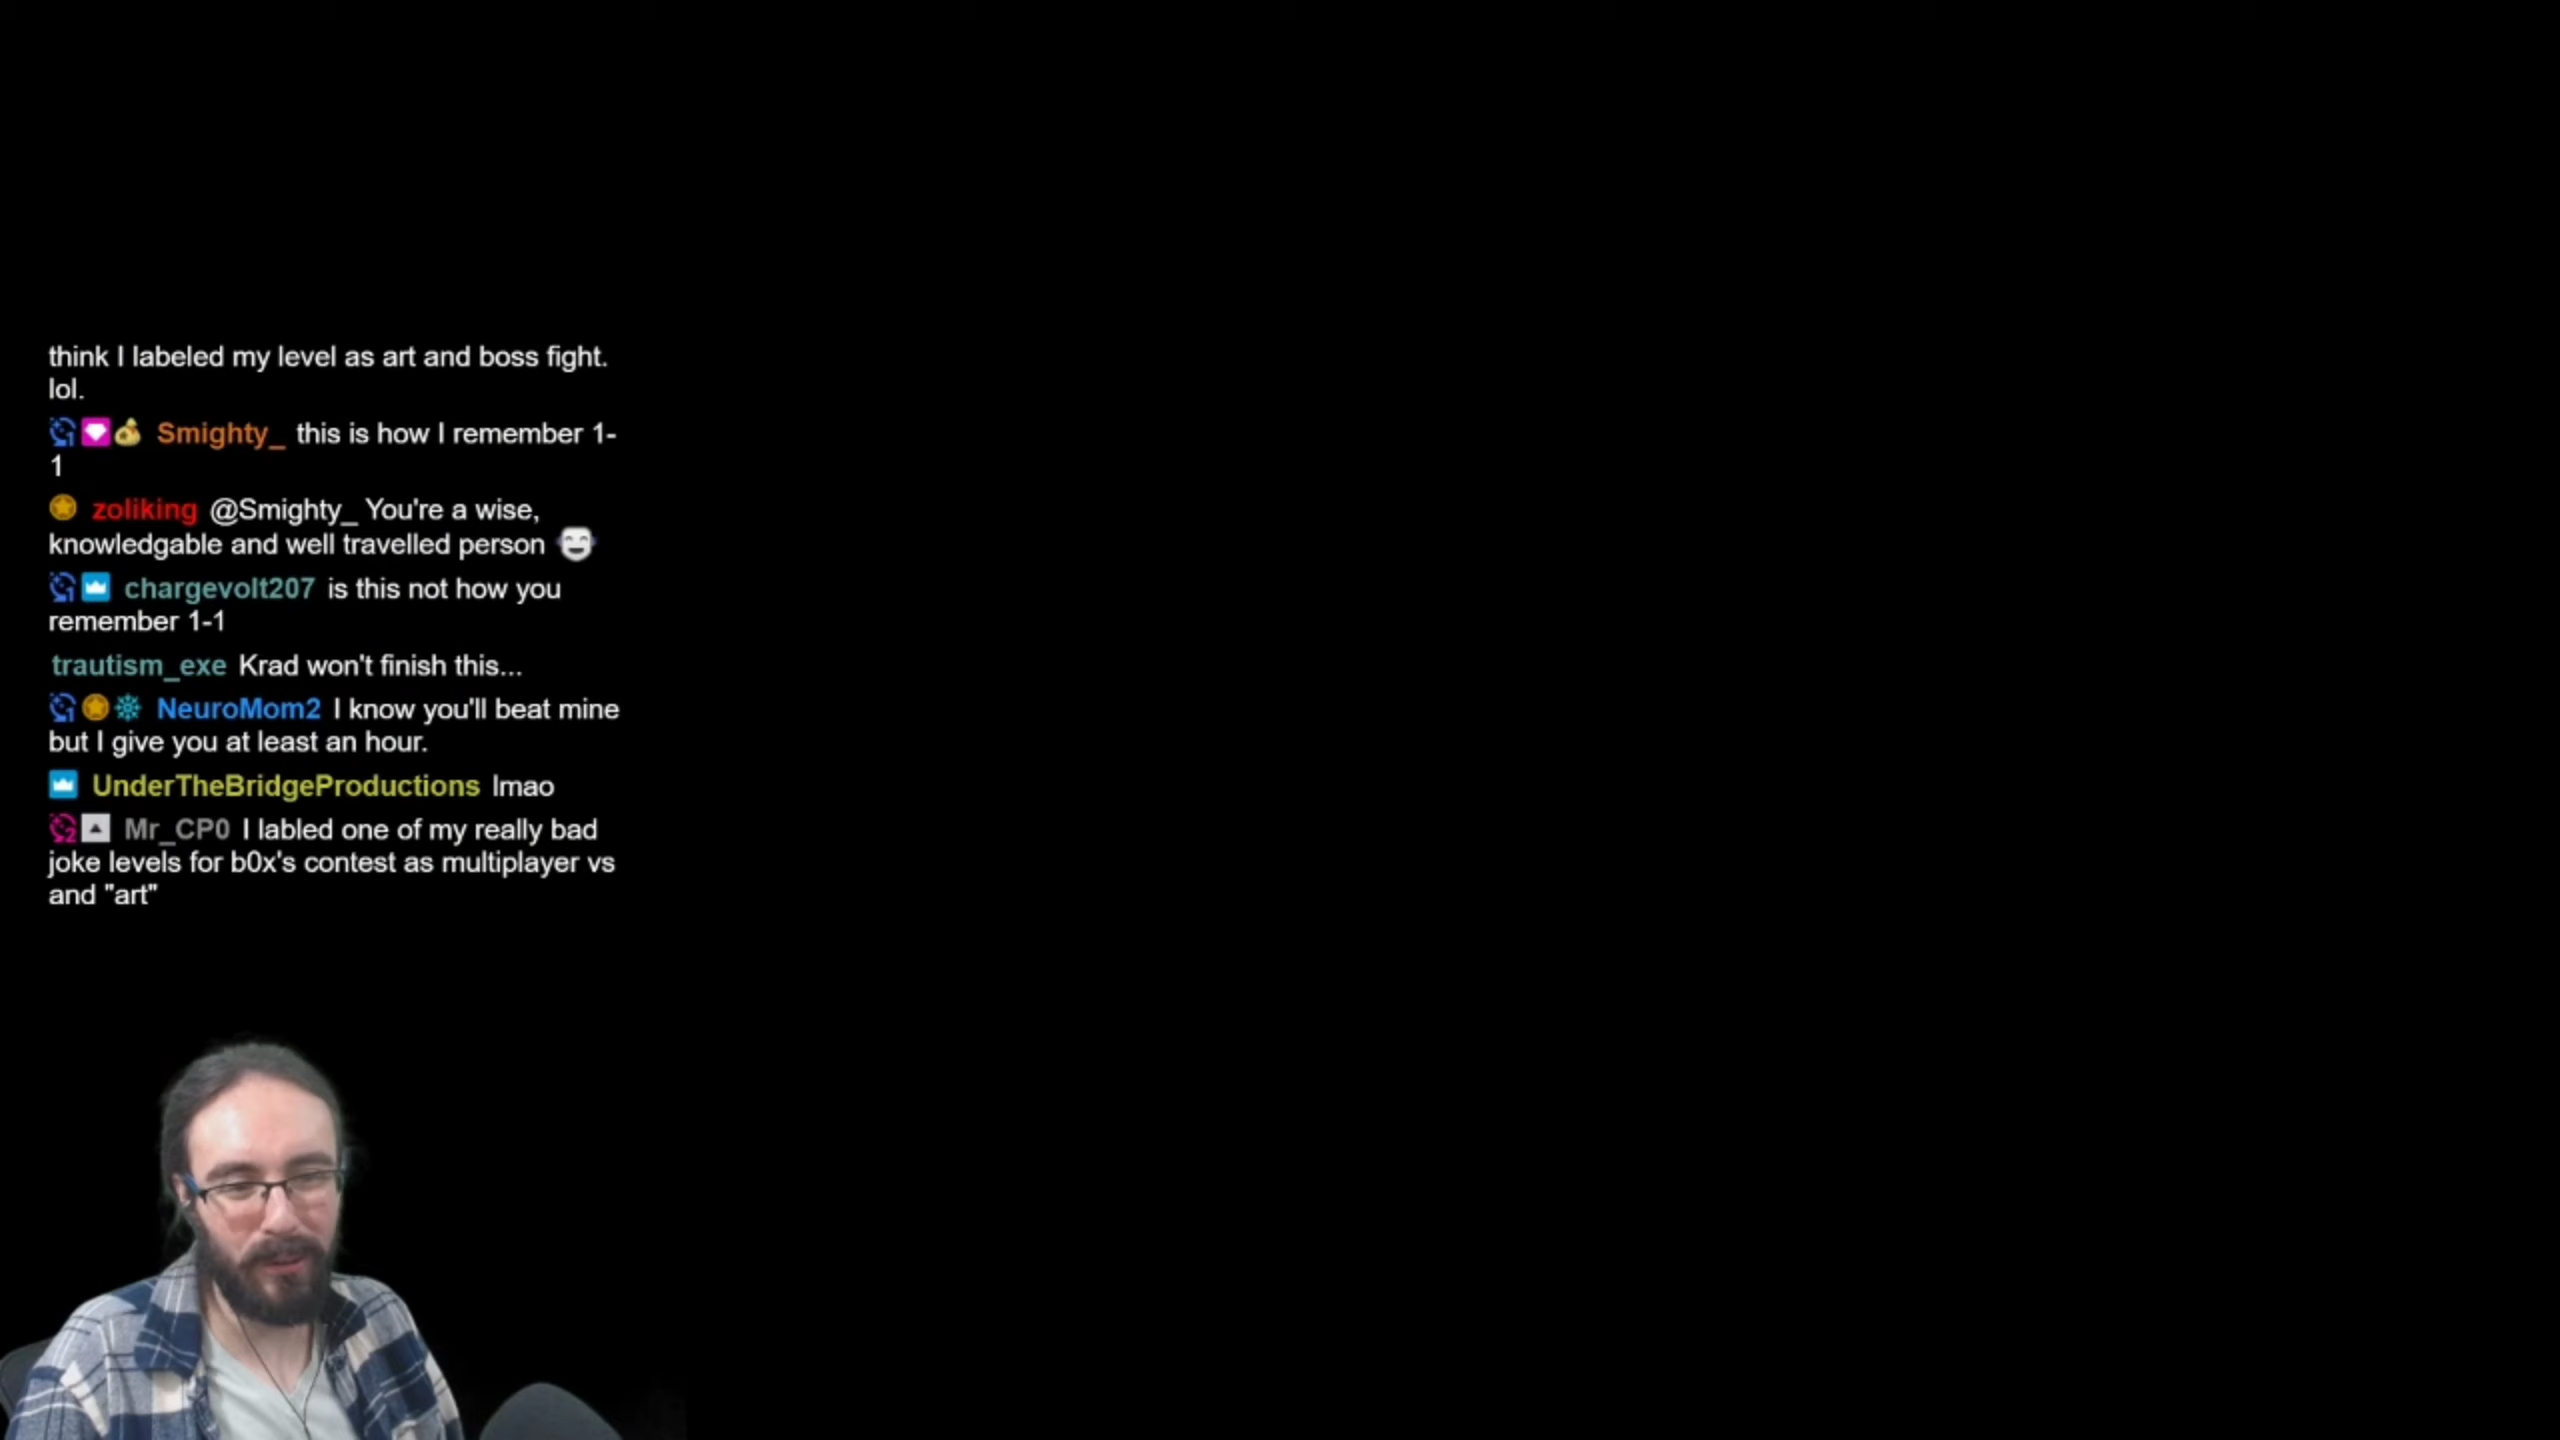 think I labeled my level as art and boss fight.
lol.
Smighty_ this is how I remember 1-
1
zoliking @Smighty_ You're a wise,
knowledgable and well travelled person
chargevolt207 is this not how you
remember 1-1
trautism_exe Krad won't finish this...
NeuroMom2 I know you'll beat mine
but I give you at least an hour.
UnderTheBridgeProductions lmao
Mr_CP0 I labled one of my really bad
joke levels for b0x's contest as multiplayer vs
and "art"